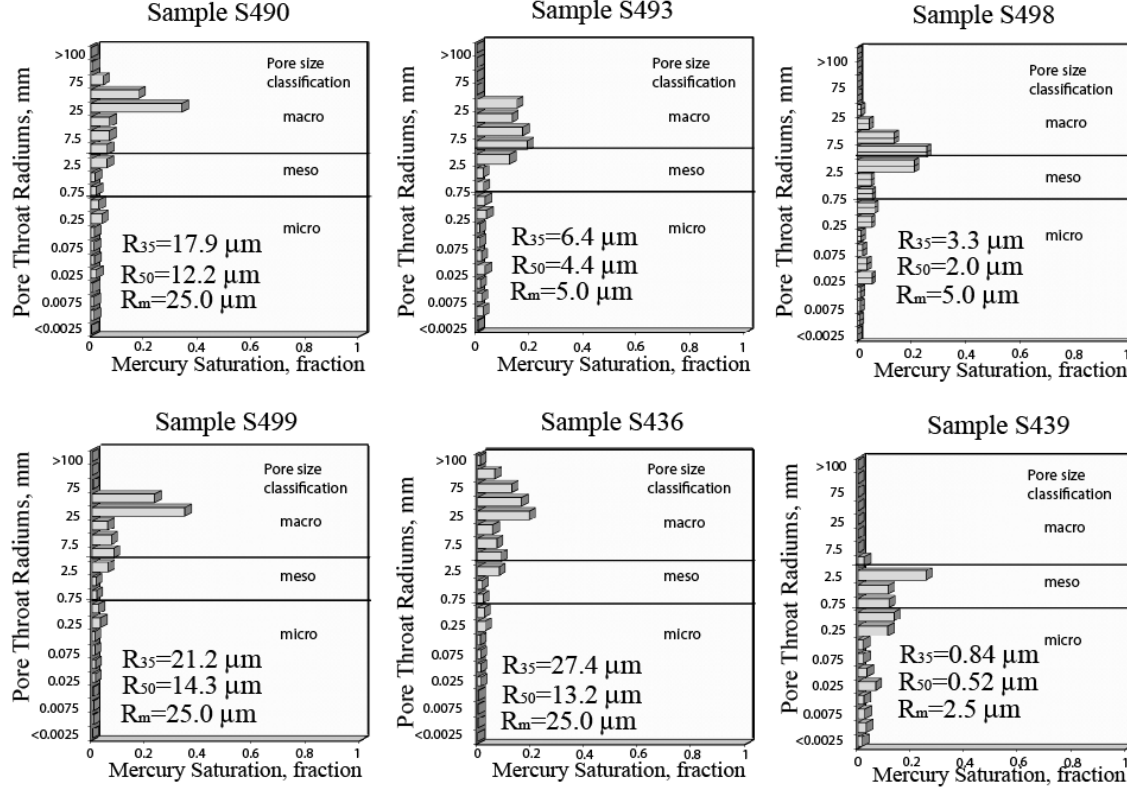 Sample S490
Pore Throat Radiums, mm
>100
75
25
7.5
2.5
0.75
0.25
0.075
0.025
0.0075
<0.0025
Pore size
classification
macro
meso
micro
R35=17.9 μm
R50=12.2 μm
Rm=25.0 μm
0 0.2 0.4 0.6 0.8 1
Mercury Saturation, fraction
Sample S493
Pore Throat Radiums, mm
>100
75
25
7.5
2.5
0.75
0.25
0.075
0.025
0.0075
<0.0025
Pore size
classification
macro
meso
micro
R35=6.4 μm
R50=4.4 μm
Rm=5.0 μm
0 0.2 0.4 0.6 0.8 1
Mercury Saturation, fraction
Sample S498
Pore Throat Radiums, mm
>100
75
25
7.5
2.5
0.75
0.25
0.075
0.025
0.0075
<0.0025
Pore size
classification
macro
meso
micro
R35=3.3 μm
R50=2.0 μm
Rm=5.0 μm
0 0.2 0.4 0.6 0.8 1
Mercury Saturation, fraction
Sample S499
Pore Throat Radiums, mm
>100
75
25
7.5
2.5
0.75
0.25
0.075
0.025
0.0075
<0.0025
Pore size
classification
macro
meso
micro
R35=21.2 μm
R50=14.3 μm
Rm=25.0 μm
0 0.2 0.4 0.6 0.8 1
Mercury Saturation, fraction
Sample S436
Pore Throat Radiums, mm
>100
75
25
7.5
2.5
0.75
0.25
0.075
0.025
0.0075
<0.0025
Pore size
classification
macro
meso
micro
R35=27.4 μm
R50=13.2 μm
Rm=25.0 μm
0 0.2 0.4 0.6 0.8 1
Mercury Saturation, fraction
Sample S439
Pore Throat Radiums, mm
>100
75
25
7.5
2.5
0.75
0.25
0.075
0.025
0.0075
<0.0025
Pore size
classification
macro
meso
micro
R35=0.84 μm
R50=0.52 μm
Rm=2.5 μm
0 0.2 0.4 0.6 0.8 1
Mercury Saturation, fraction